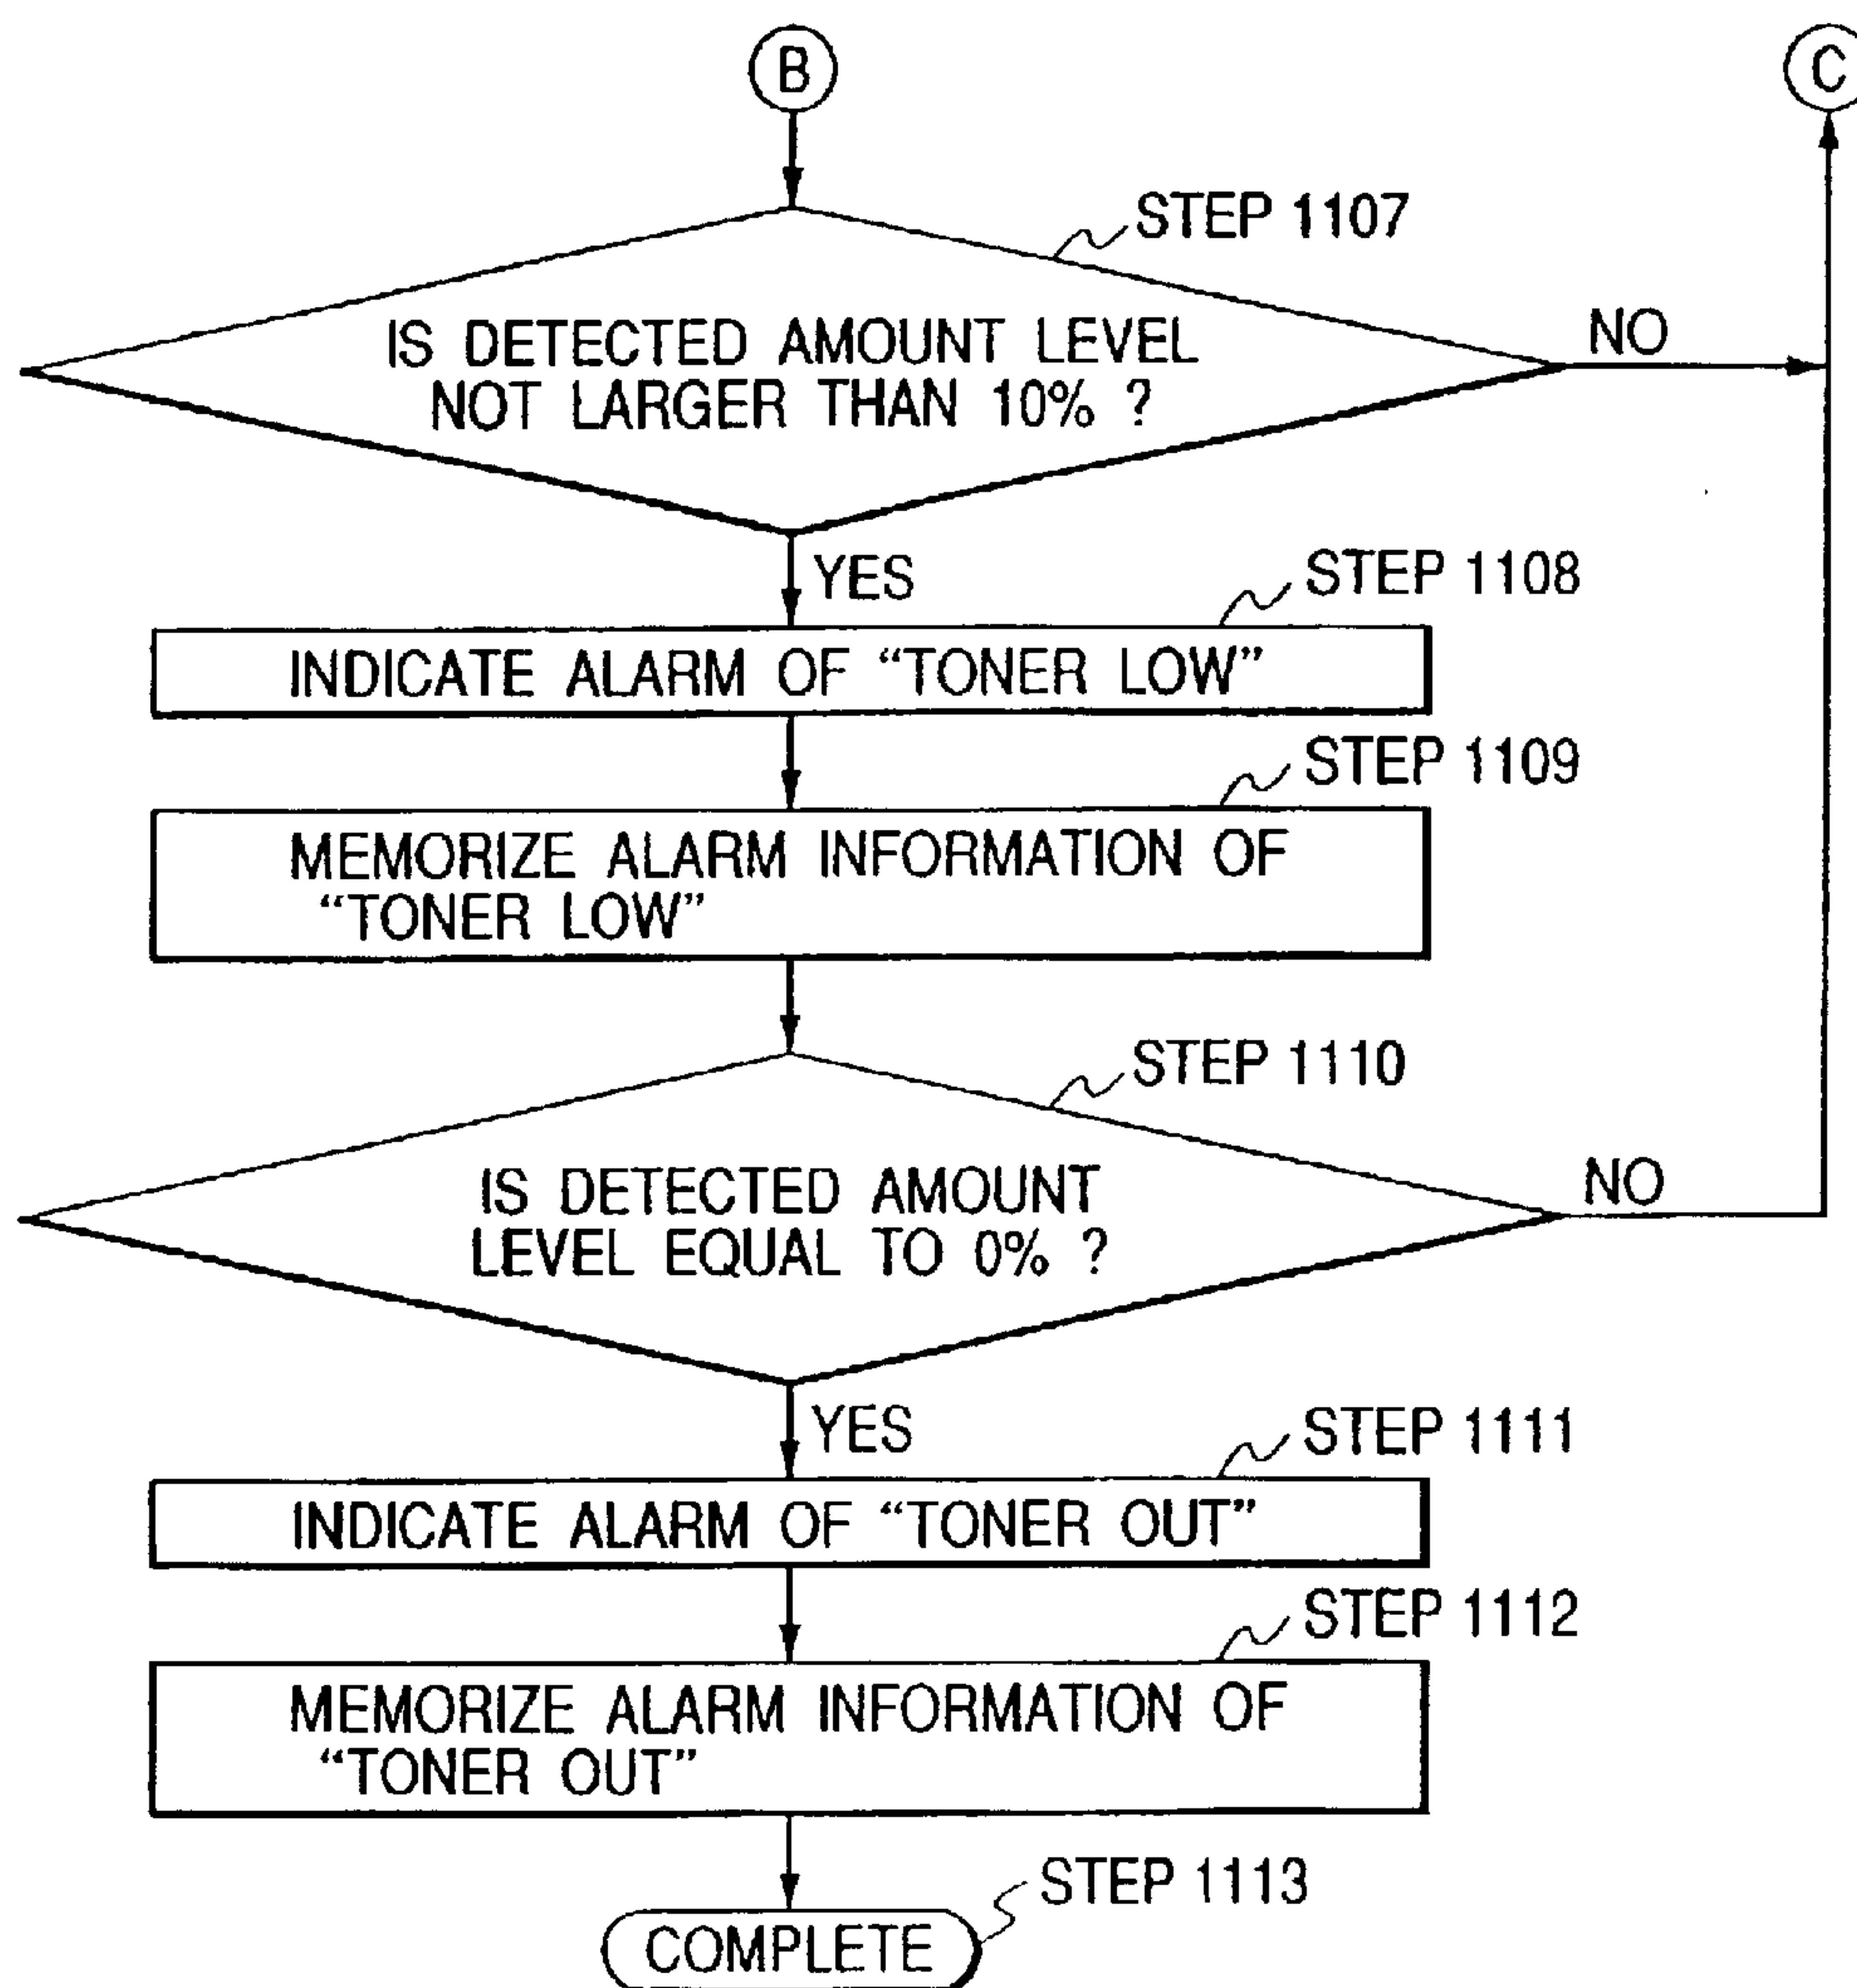 B
C
STEP 1107
IS DETECTED AMOUNT LEVEL
NOT LARGER THAN 10% ?
NO
YES
STEP 1108
INDICATE ALARM OF “TONER LOW”
STEP 1109
MEMORIZE ALARM INFORMATION OF
“TONER LOW”
STEP 1110
IS DETECTED AMOUNT
LEVEL EQUAL TO 0% ?
NO
YES
STEP 1111
INDICATE ALARM OF “TONER OUT”
STEP 1112
MEMORIZE ALARM INFORMATION OF
“TONER OUT”
STEP 1113
COMPLETE